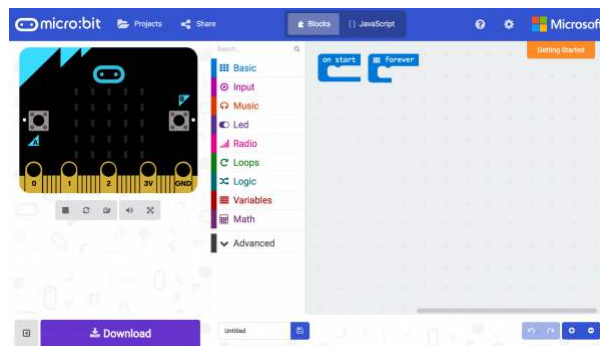 micro:bit Projects Share Blocks {} JavaScript Microsoft
Getting Started
Search...
Basic
Input
Music
Led
Radio
Loops
Logic
Variables
Math
Advanced
on start
forever
B
A
0 1 2 3V GND
Download
Untitled